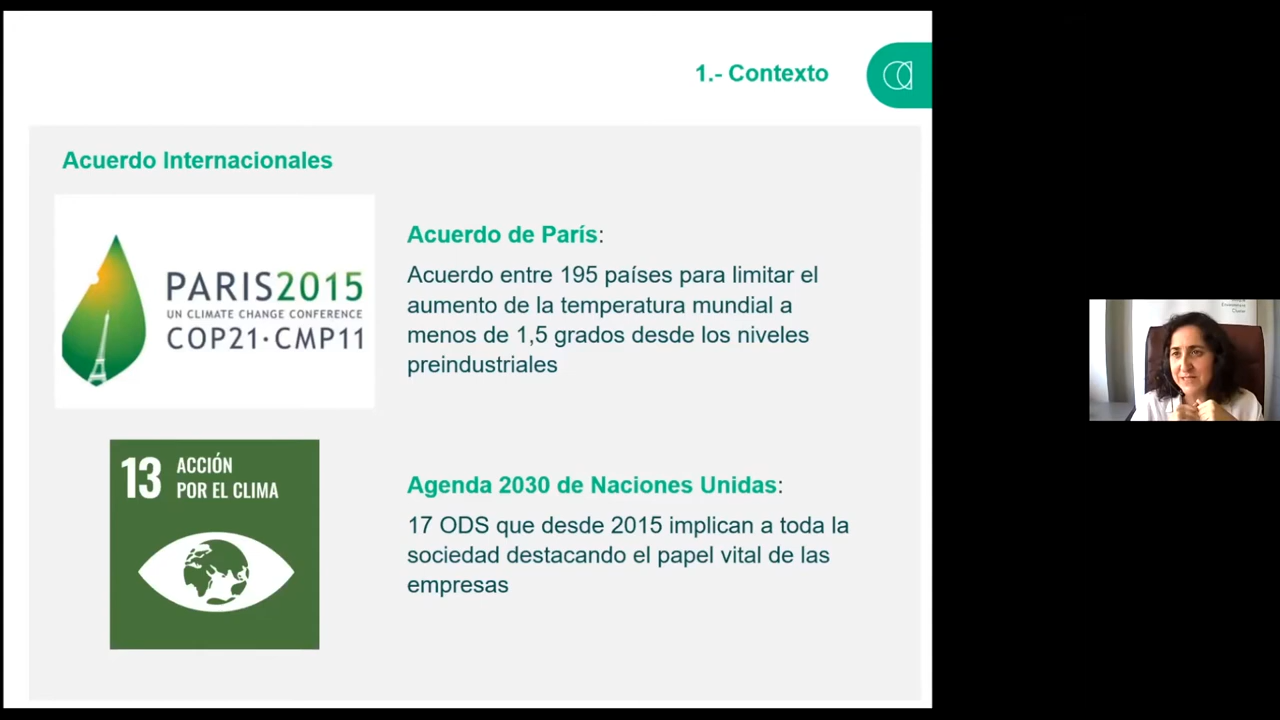 1.- Contexto
Acuerdo Internacionales
PARIS2015
UN CLIMATE CHANGE CONFERENCE
COP21·CMP11
Acuerdo de París:
Acuerdo entre 195 países para limitar el
aumento de la temperatura mundial a
menos de 1,5 grados desde los niveles
preindustriales
13 ACCIÓN
POR EL CLIMA
Agenda 2030 de Naciones Unidas:
17 ODS que desde 2015 implican a toda la
sociedad destacando el papel vital de las
empresas
Cluster